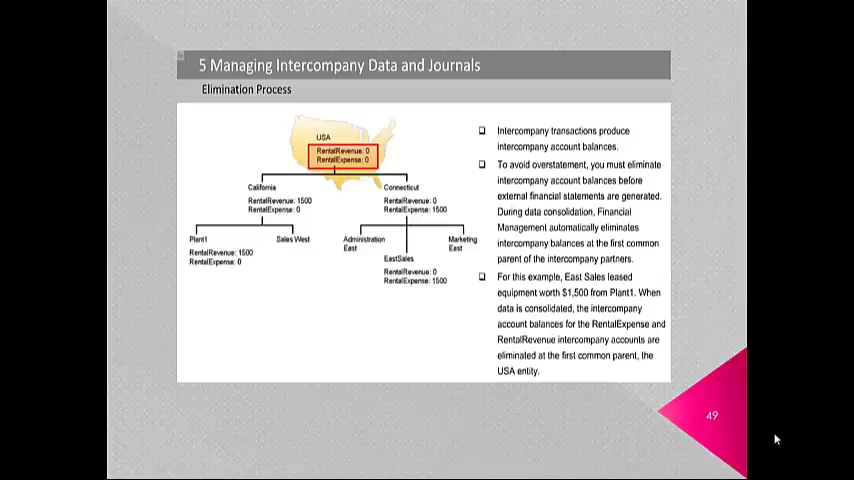 5 Managing Intercompany Data and Journals
Elimination Process
USA
RentalRevenue: 0
RentalExpense: 0
California
RentalRevenue: 1500
RentalExpense: 0
Connecticut
RentalRevenue: 0
RentalExpense: 1500
Plant1
RentalRevenue: 1500
RentalExpense: 0
Sales West
Administration
East
EastSales
RentalRevenue: 0
RentalExpense: 1500
Marketing
East
Intercompany transactions produce
intercompany account balances.
To avoid overstatement, you must eliminate
intercompany account balances before
external financial statements are generated.
During data consolidation, Financial
Management automatically eliminates
intercompany balances at the first common
parent of the intercompany partners.
For this example, East Sales leased
equipment worth $1,500 from Plant1. When
data is consolidated, the intercompany
account balances for the RentalExpense and
RentalRevenue intercompany accounts are
eliminated at the first common parent, the
USA entity.
49